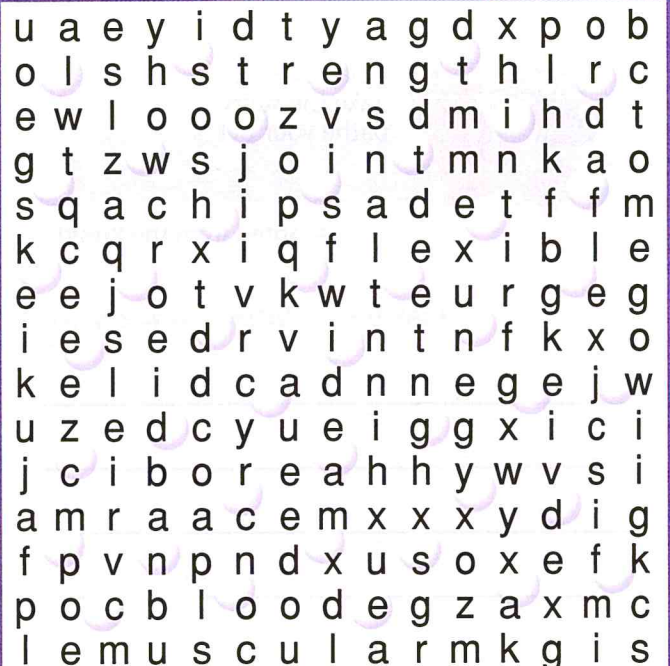 u a e y i d t y a g d x p o b
o l s h s t r e n g t h l r c
e w l o o o z v s d m i h d t
g t z w s j o i n t m n k a o
s q a c h i p s a d e t f f m
k c q r x i q f l e x i b l e
e e j o t v k w t e u r g e g
i e s e d r v i n t n f k x o
k e l i d c a d n n e g e j w
u z e d c y u e i g g x i c i
j c i b o r e a h h y w v s i
a m r a a c e m x x x y d i g
f p v n p n d x u s o x e f k
p o c b l o o d e g z a x m c
l e m u s c u l a r m k g i s